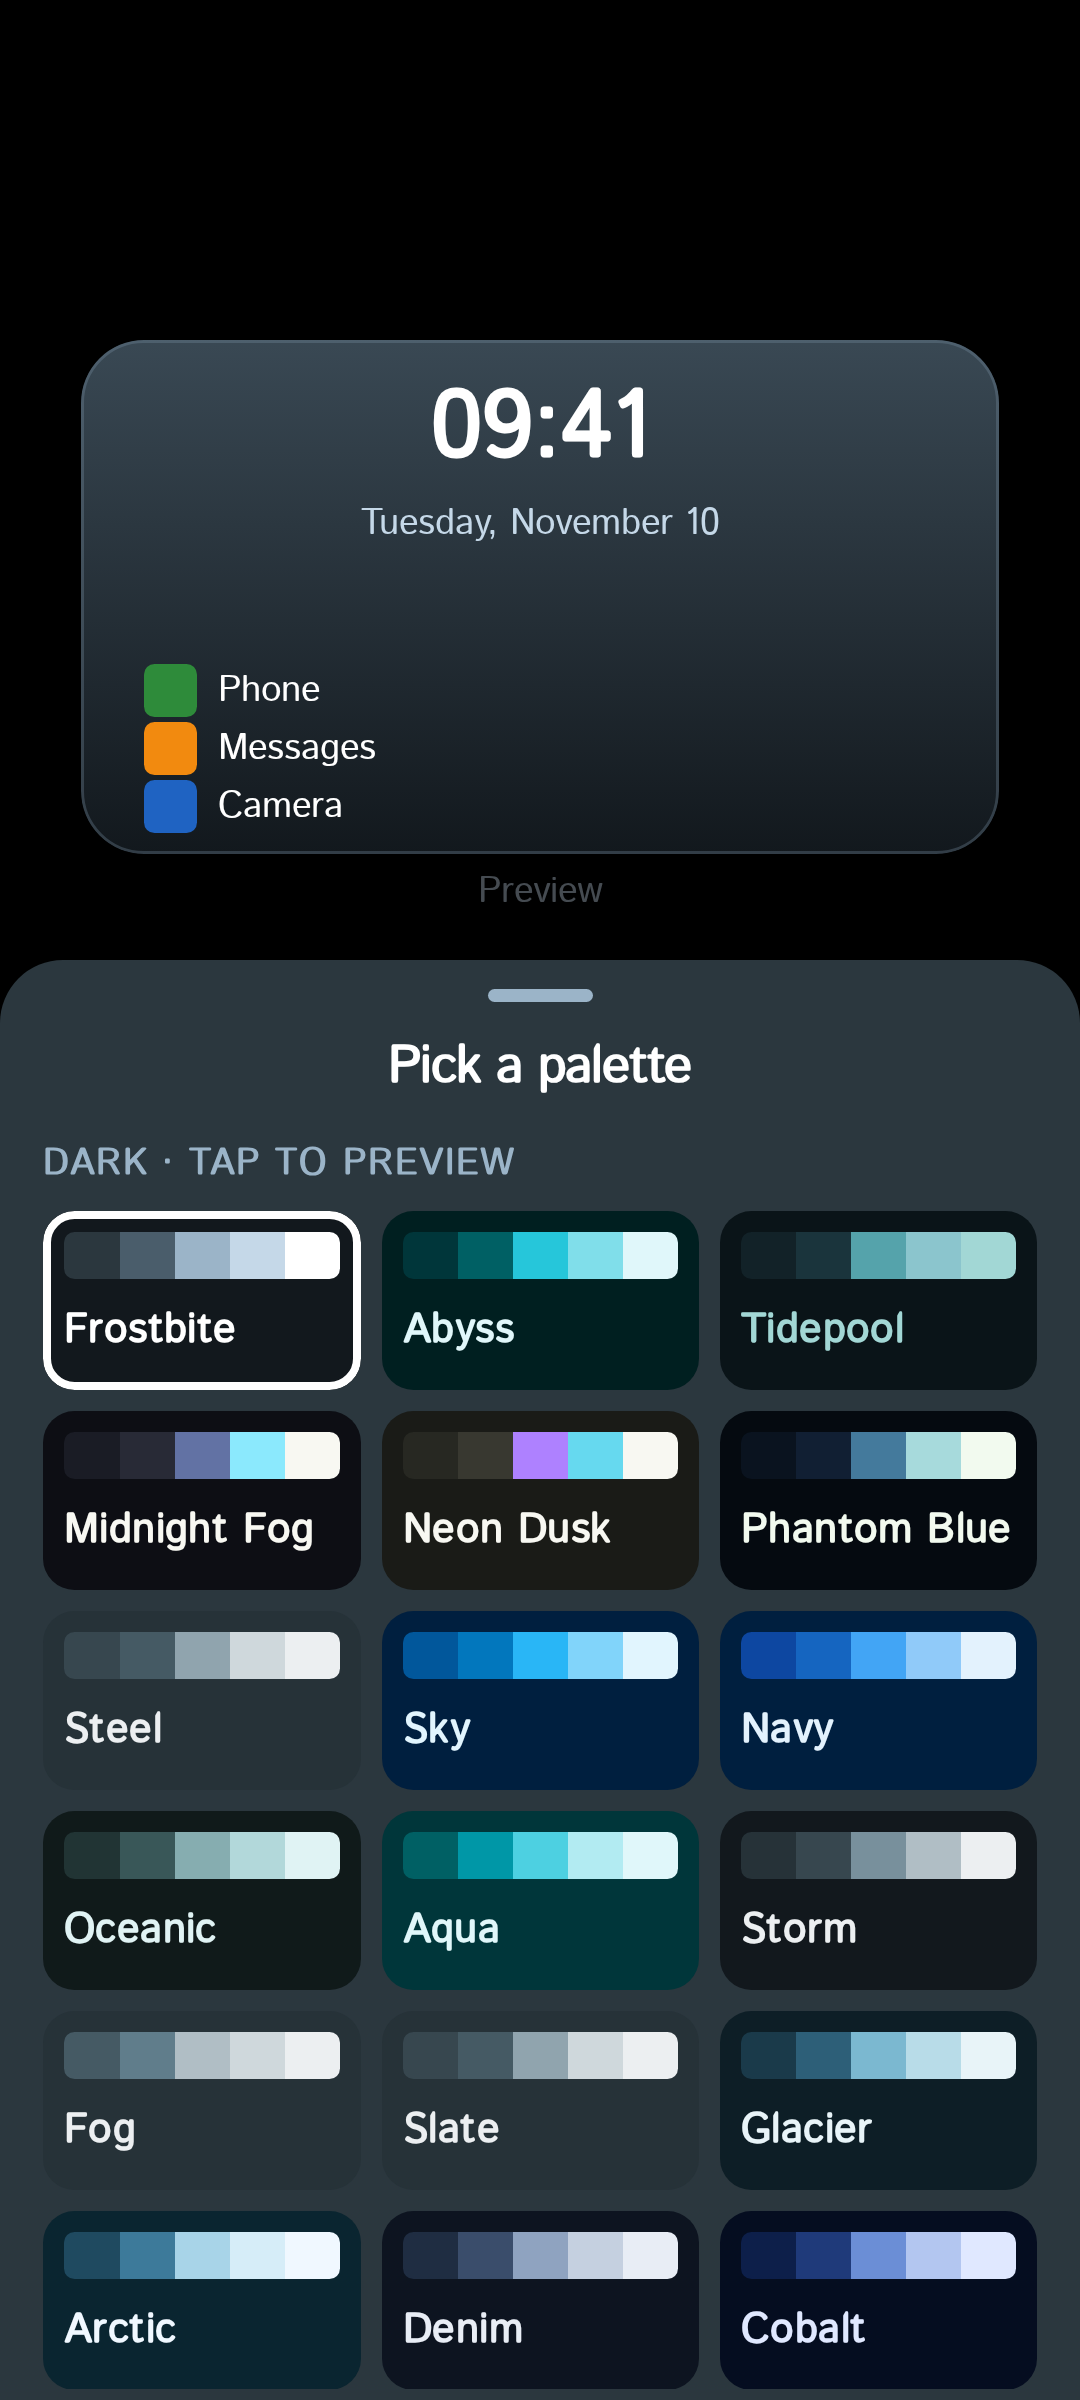 09:41
Tuesday, November 10
Phone
Messages
Camera
Preview
Pick a palette
DARK · TAP TO PREVIEW
Frostbite
Abyss
Tidepool
Midnight Fog
Neon Dusk
Phantom Blue
Steel
Sky
Navy
Oceanic
Aqua
Storm
Fog
Slate
Glacier
Arctic
Denim
Cobalt